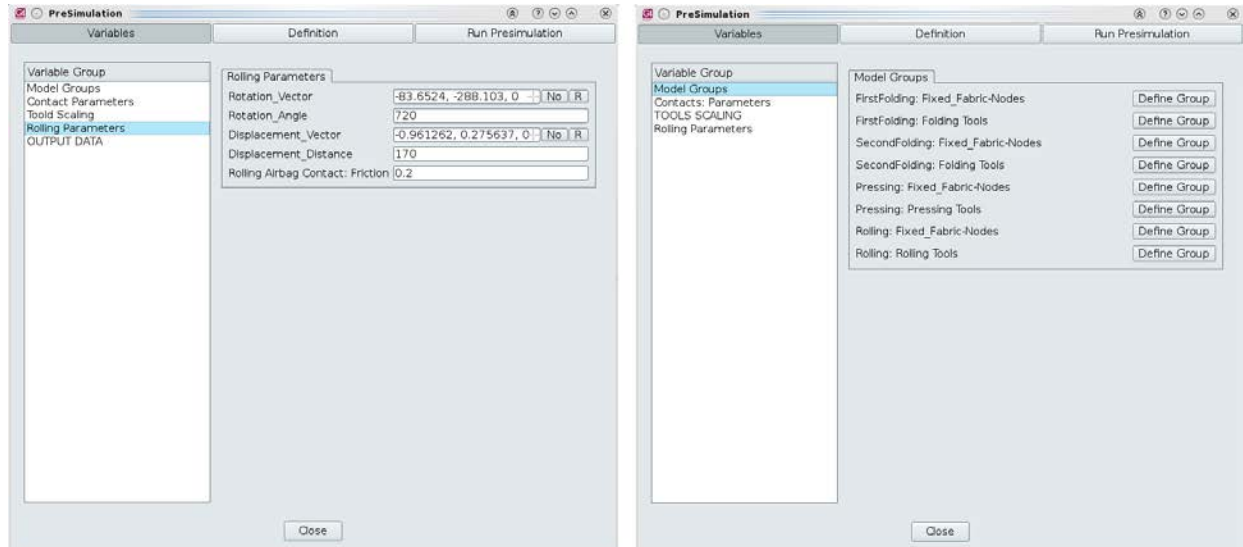 PreSimulation
Variables Definition Run Presimulation
Variable Group
Model Groups
Contact Parameters
Toold Scaling
Rolling Parameters
OUTPUT DATA
Rolling Parameters
Rotation_Vector -83.6524, -288.103, 0 No R
Rotation_Angle 720
Displacement_Vector -0.961262, 0.275637, 0 No R
Displacement_Distance 170
Rolling Airbag Contact: Friction 0.2
Close
PreSimulation
Variables Definition Run Presimulation
Variable Group
Model Groups
Contacts: Parameters
TOOLS SCALING
Rolling Parameters
Model Groups
FirstFolding: Fixed_Fabric-Nodes Define Group
FirstFolding: Folding Tools Define Group
SecondFolding: Fixed_Fabric-Nodes Define Group
SecondFolding: Folding Tools Define Group
Pressing: Fixed_Fabric-Nodes Define Group
Pressing: Pressing Tools Define Group
Rolling: Fixed_Fabric-Nodes Define Group
Rolling: Rolling Tools Define Group
Close